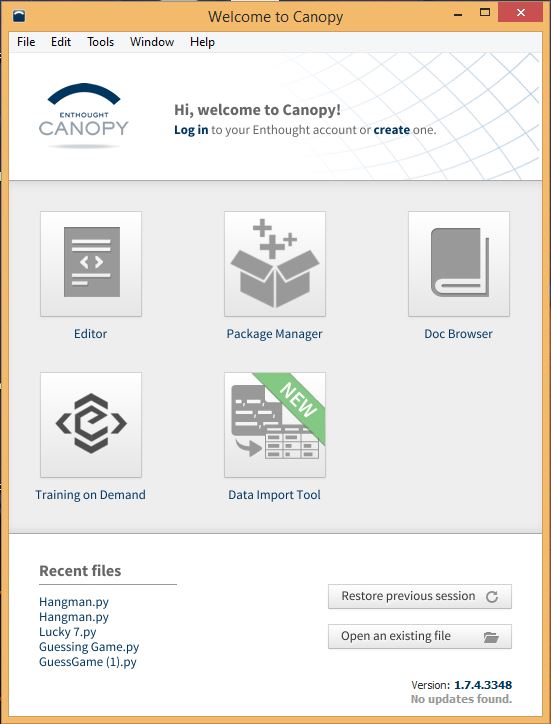 Welcome to Canopy
File Edit Tools Window Help
ENTHOUGHT
CANOPY
Hi, welcome to Canopy!
Log in to your Enthought account or create one.
Editor
Package Manager
Doc Browser
NEW
Training on Demand
Data Import Tool
Recent files
Hangman.py
Hangman.py
Lucky 7.py
Guessing Game.py
GuessGame (1).py
Restore previous session
Open an existing file
Version: 1.7.4.3348
No updates found.